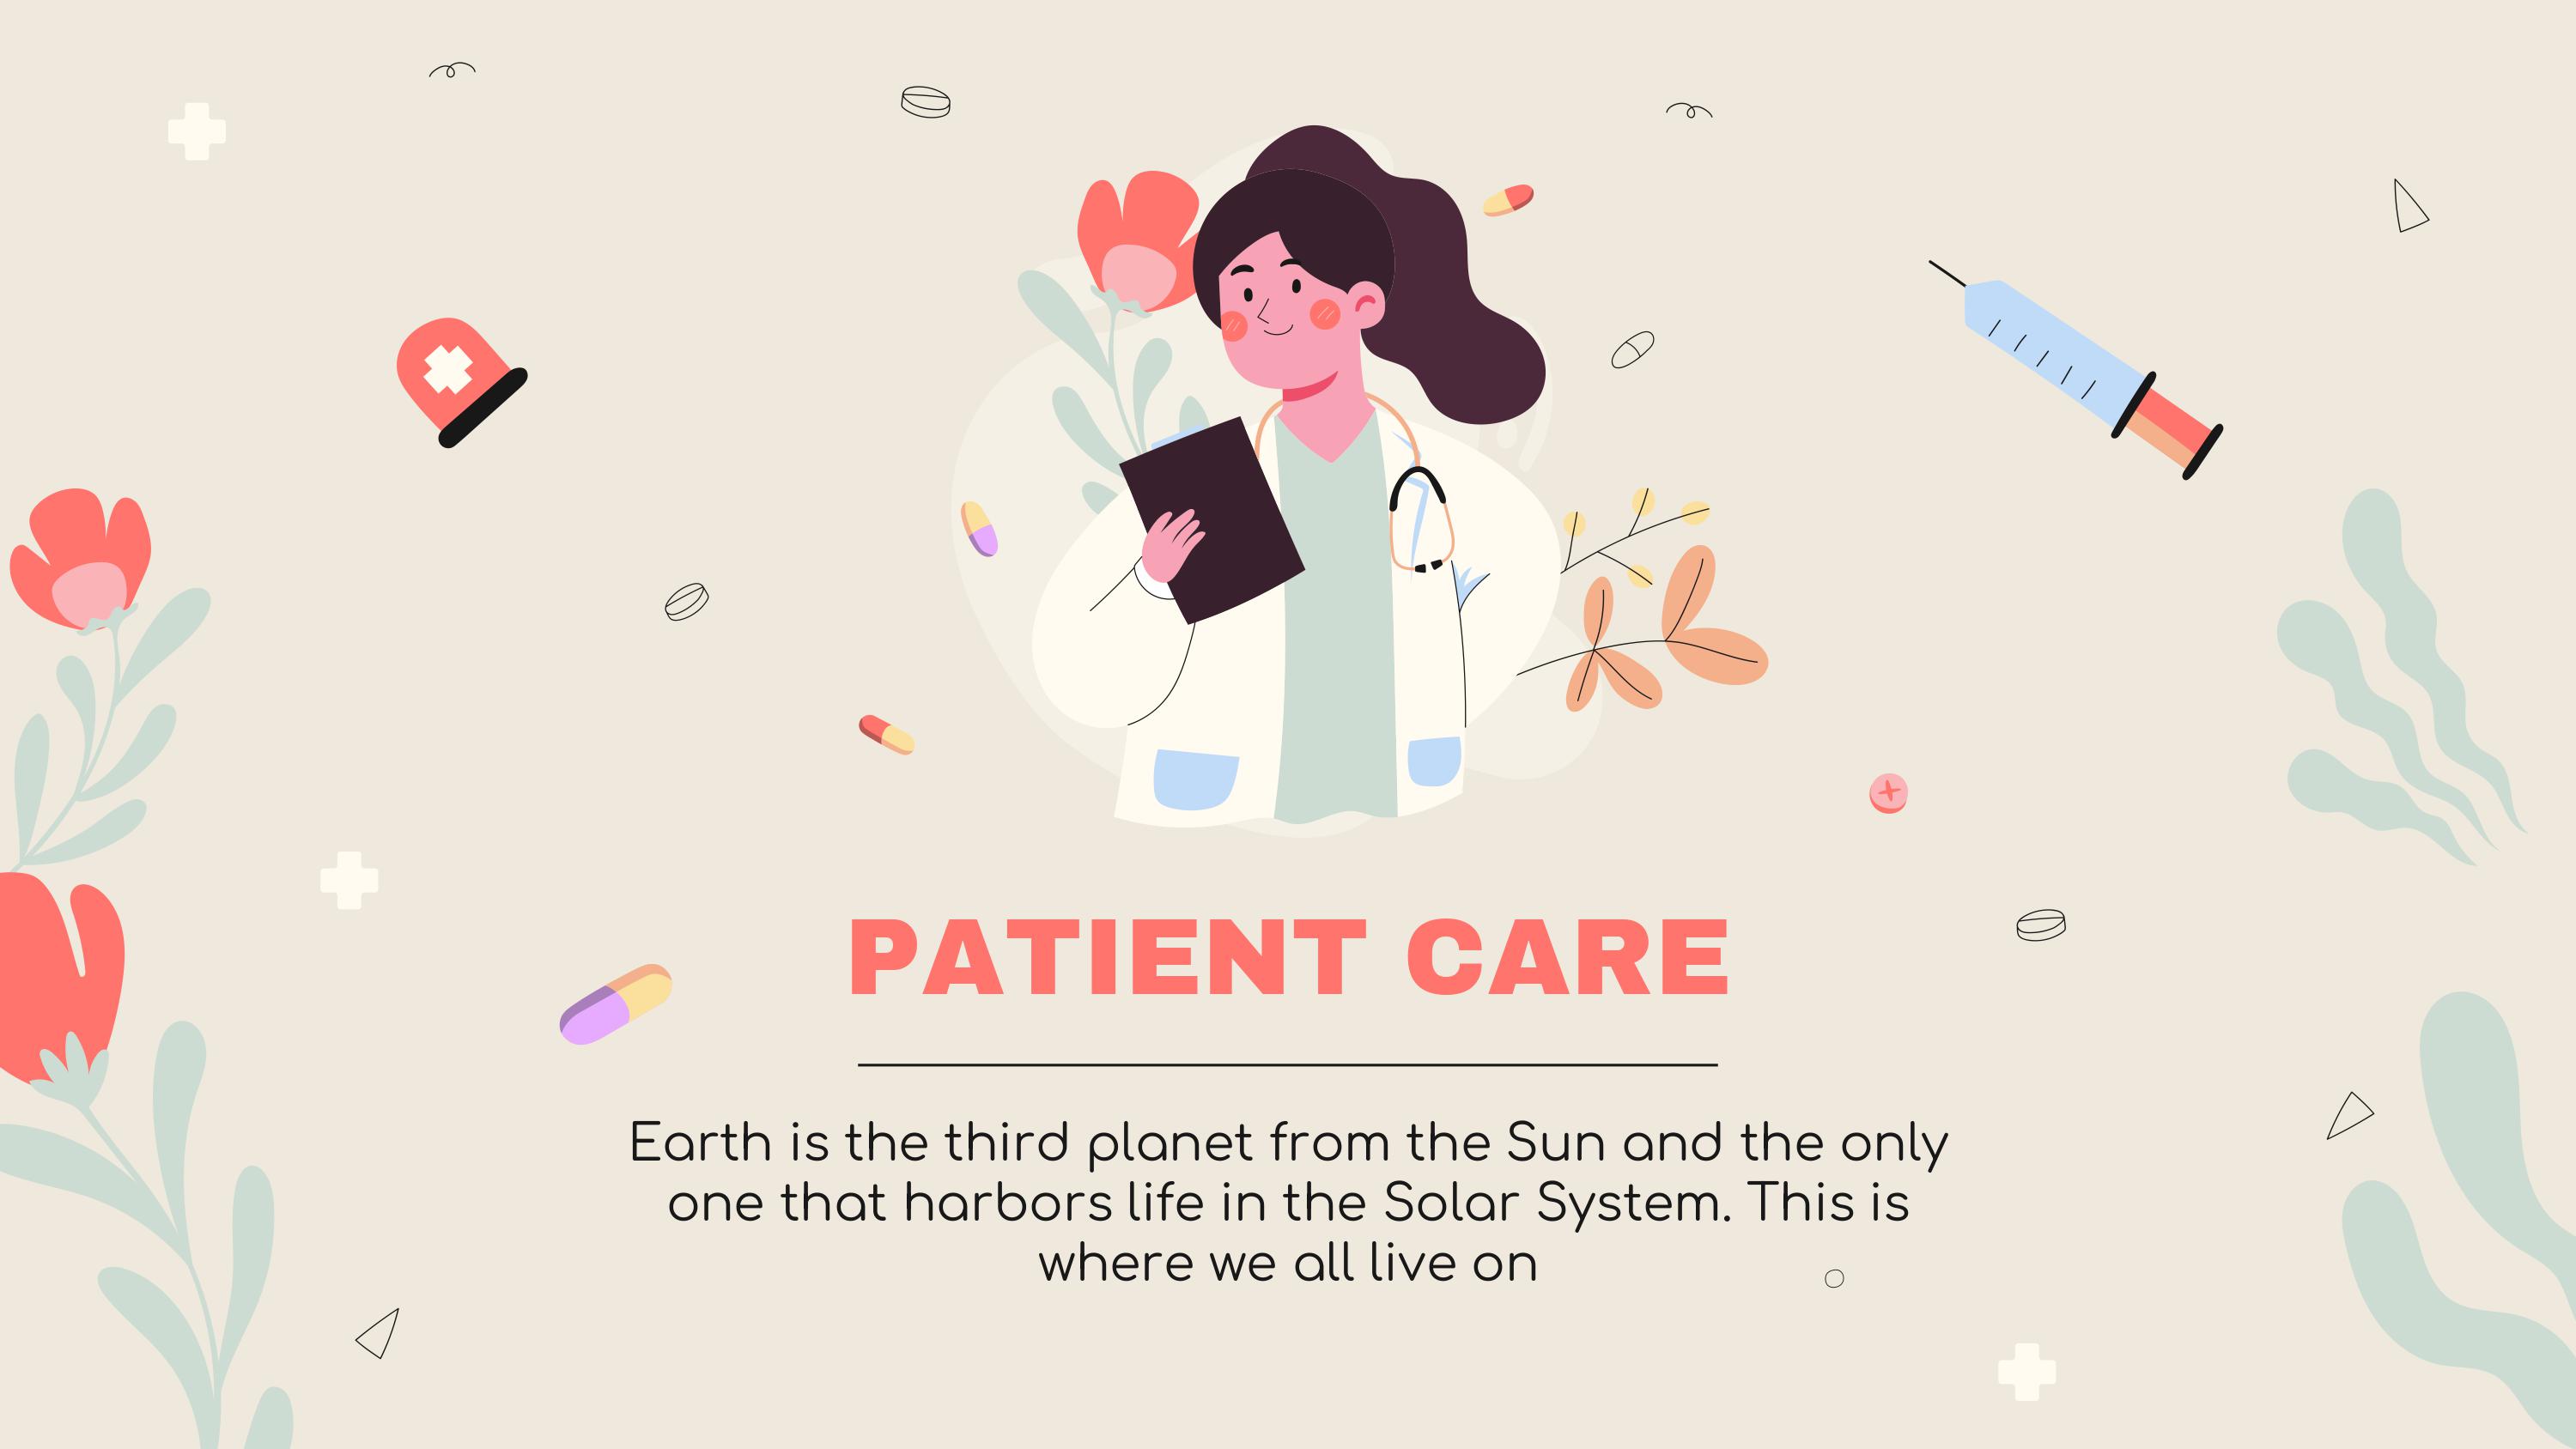 PATIENT CARE
Earth is the third planet from the Sun and the only
one that harbors life in the Solar System. This is
where we all live on